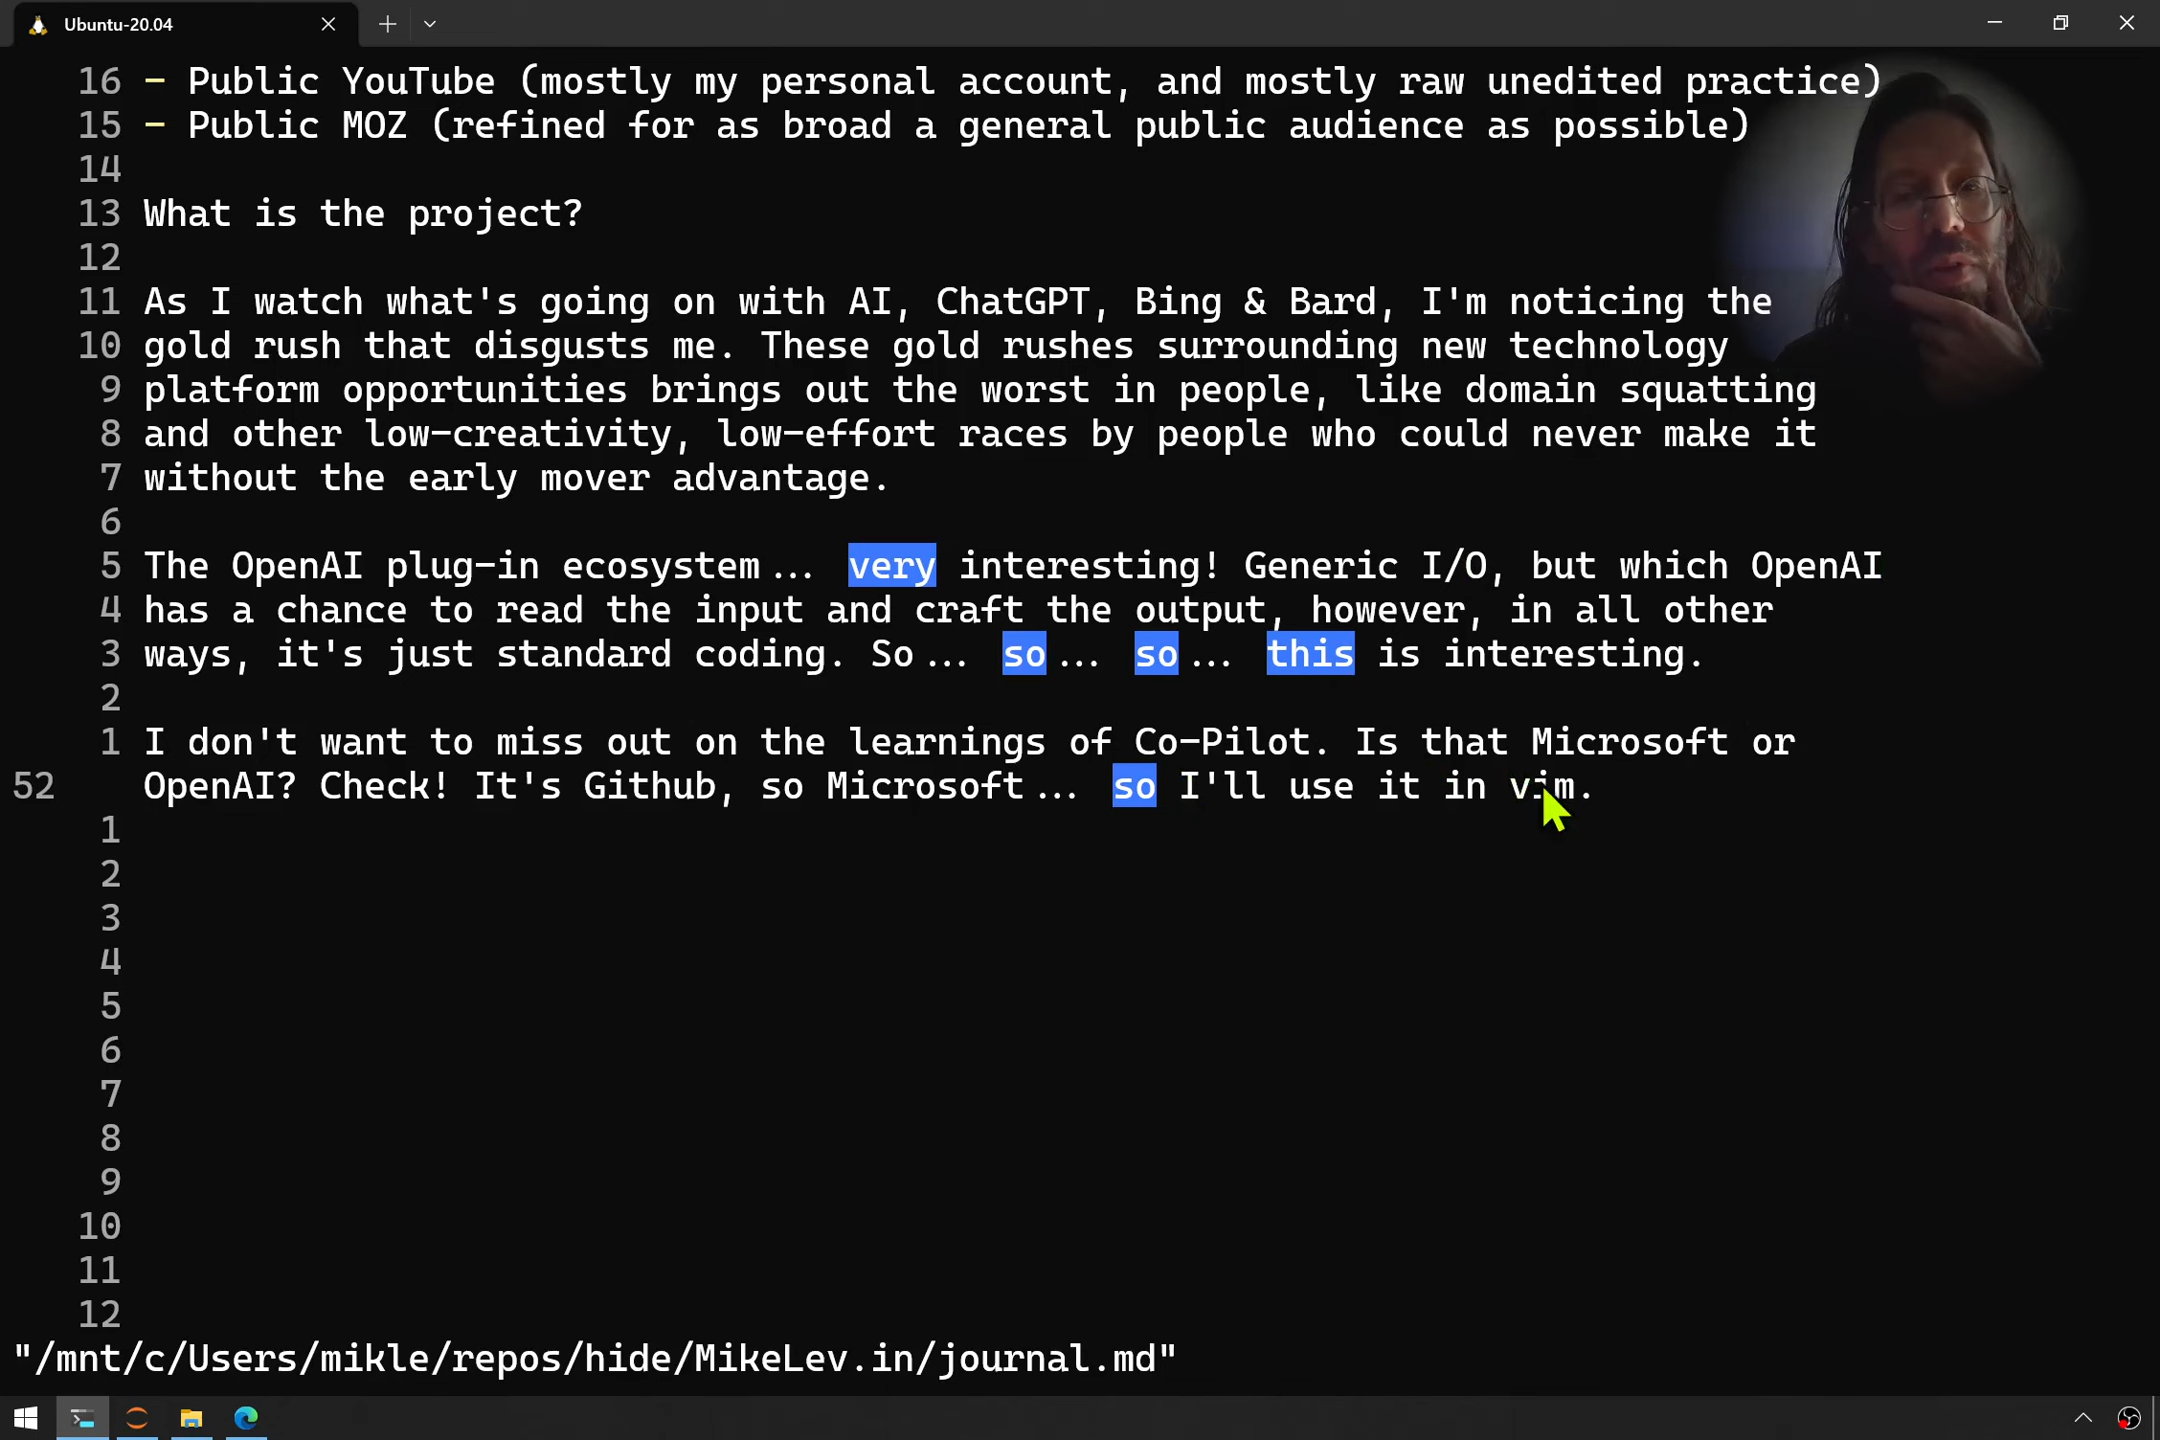 Ubuntu-20.04
16 - Public YouTube (mostly my personal account, and mostly raw unedited practice)
15 - Public MOZ (refined for as broad a general public audience as possible)
14
13 What is the project?
12
11 As I watch what's going on with AI, ChatGPT, Bing & Bard, I'm noticing the
10 gold rush that disgusts me. These gold rushes surrounding new technology
9 platform opportunities brings out the worst in people, like domain squatting
8 and other low-creativity, low-effort races by people who could never make it
7 without the early mover advantage.
6
5 The OpenAI plug-in ecosystem... very interesting! Generic I/O, but which OpenAI
4 has a chance to read the input and craft the output, however, in all other
3 ways, it's just standard coding. So... so... so... this is interesting.
2
1 I don't want to miss out on the learnings of Co-Pilot. Is that Microsoft or
52 OpenAI? Check! It's Github, so Microsoft... so I'll use it in vim.
1
2
3
4
5
6
7
8
9
10
11
12
"/mnt/c/Users/mikle/repos/hide/MikeLev.in/journal.md"